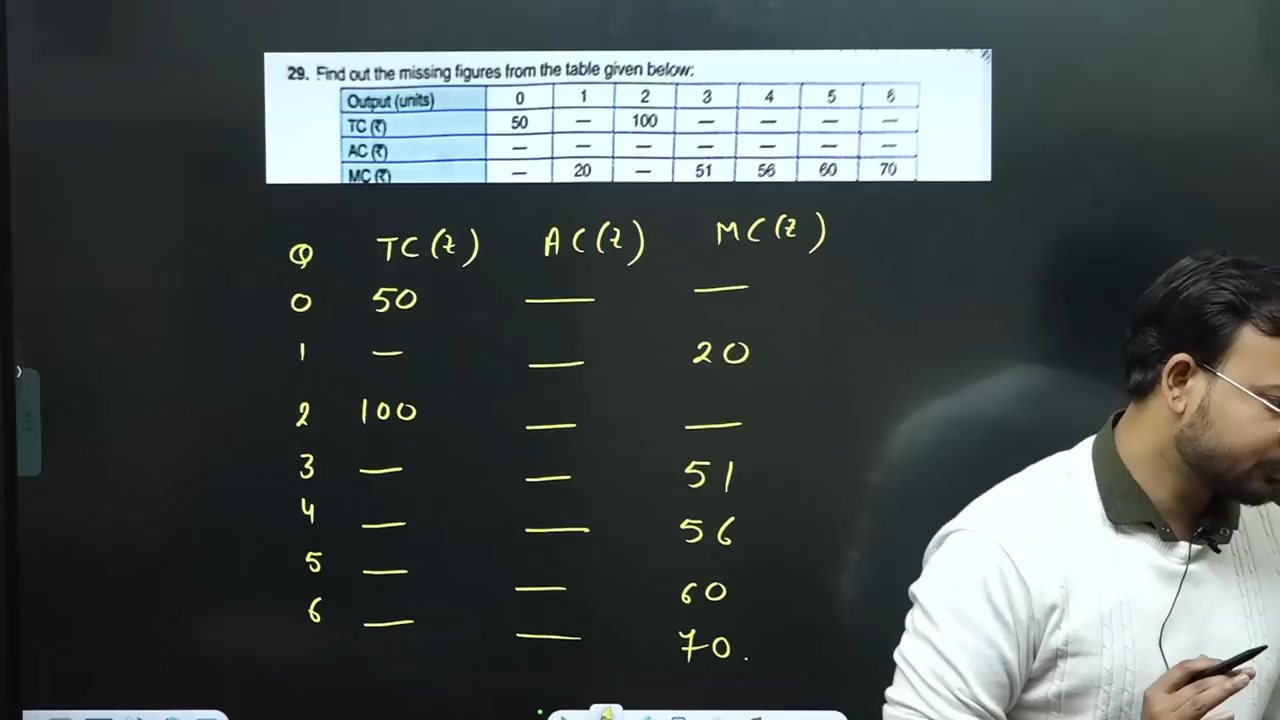 29. Find out the missing figures from the table given below:
Output (units) 0 1 2 3 4 5 6
TC (₹) 50 — 100 — — — —
AC (₹) — — — — — — —
MC (₹) — 20 — 51 56 60 70
Q TC (₹) AC (₹) MC (₹)
0 50 — —
1 — — 20
2 100 — —
3 — — 51
4 — — 56
5 — — 60
6 — — 70.